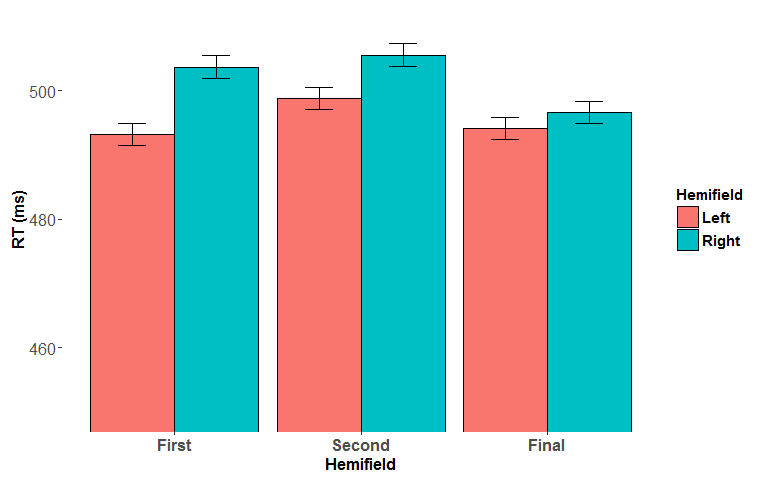 RT (ms)
500
480
460
First
Second
Final
Hemifield
Hemifield
Left
Right